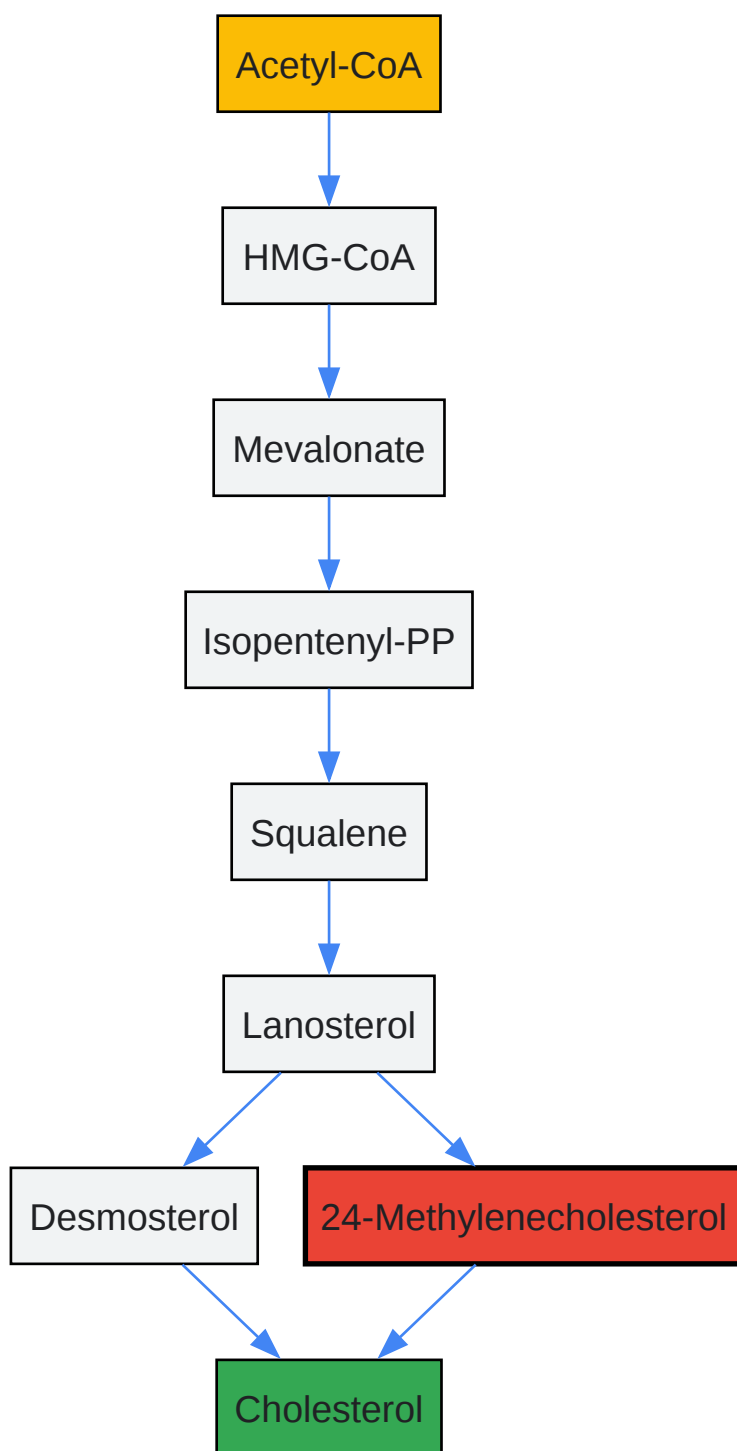 Acetyl-CoA
HMG-CoA
Mevalonate
Isopentenyl-PP
Squalene
Lanosterol
Desmosterol
24-Methylenecholesterol
Cholesterol